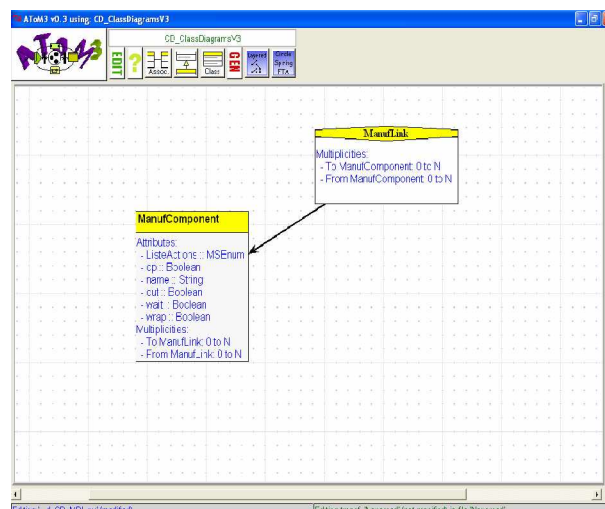 AToM3 v0.3 using: CD_ClassDiagramsV3
CD_ClassDiagramsV3
AToM3
EDIT
?
Assoc.
Class
GEN
Layered
Circle
Spring
FTA
ManufLink
Multiplicities:
- To ManufComponent: 0 to N
- From ManufComponent: 0 to N
ManufComponent
Attributes:
- ListeActions :: MSEnum
- cp :: Boolean
- name :: String
- cut :: Boolean
- wait :: Boolean
- wrap :: Boolean
Multiplicities:
- To ManufLink: 0 to N
- From ManufLink: 0 to N